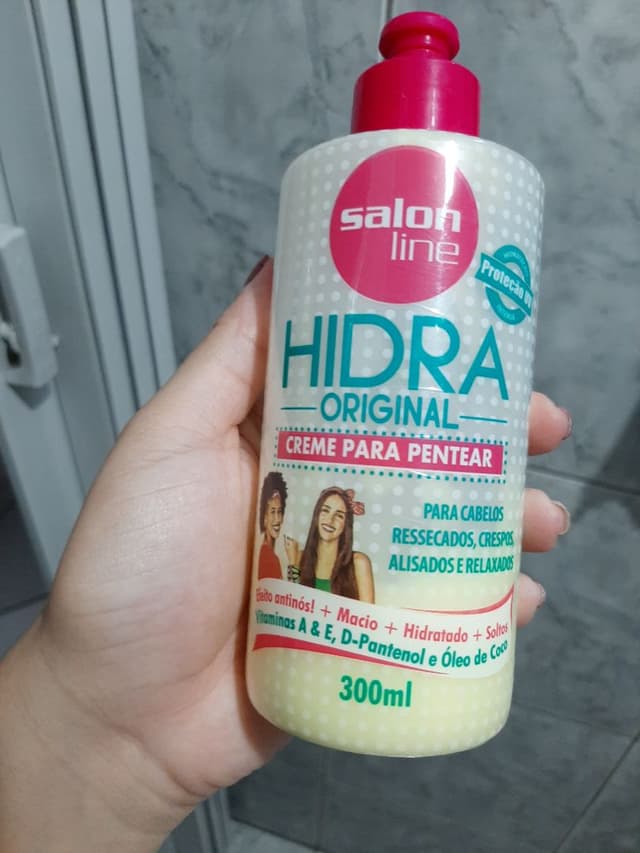 salon
line
Proteção UV
HIDRA
ORIGINAL
CREME PARA PENTEAR
PARA CABELOS
RESSECADOS, CRESPOS,
ALISADOS E RELAXADOS
Efeito antinós! + Macio + Hidratado + Soltos
Vitaminas A & E, D-Pantenol e Óleo de Coco
300ml